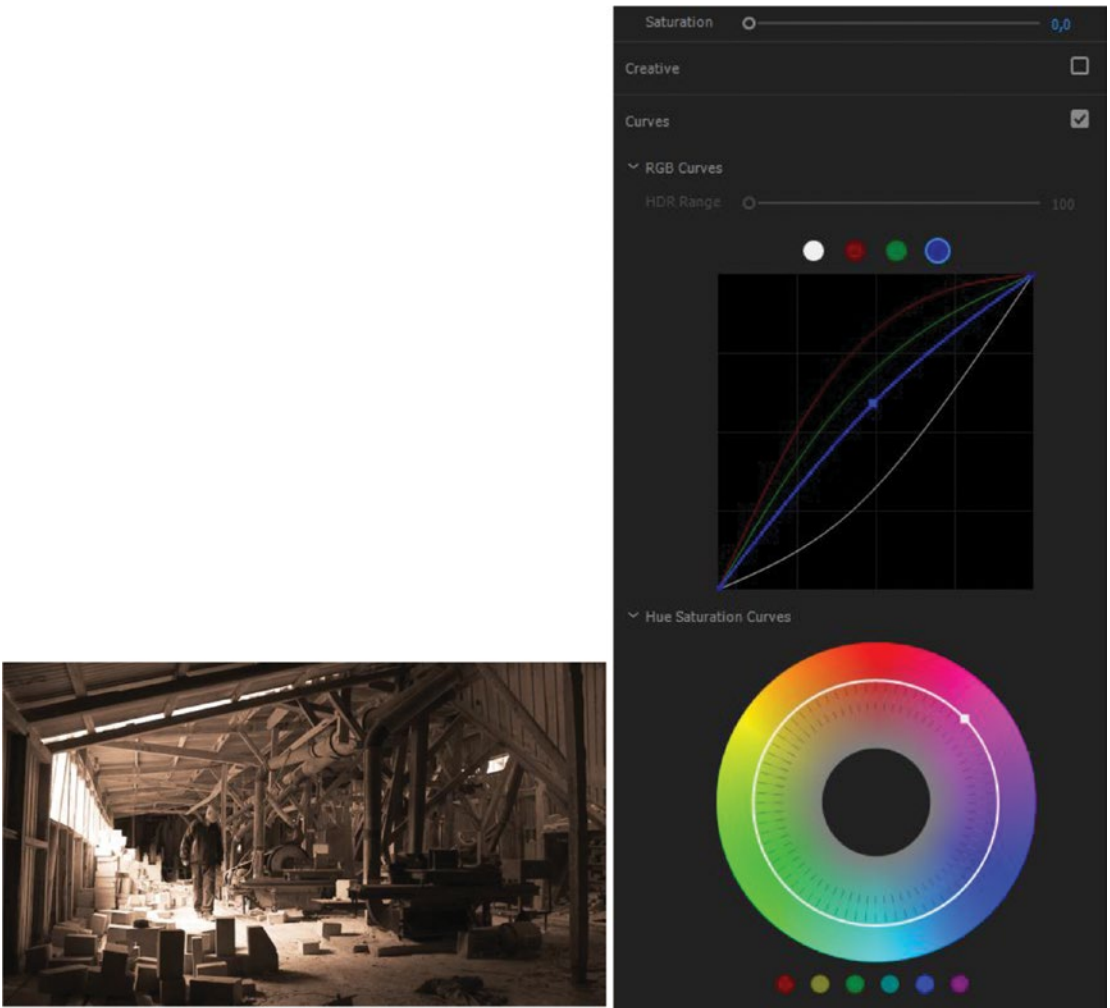 Saturation 0,0
Creative
Curves
RGB Curves
HDR Range 100
Hue Saturation Curves